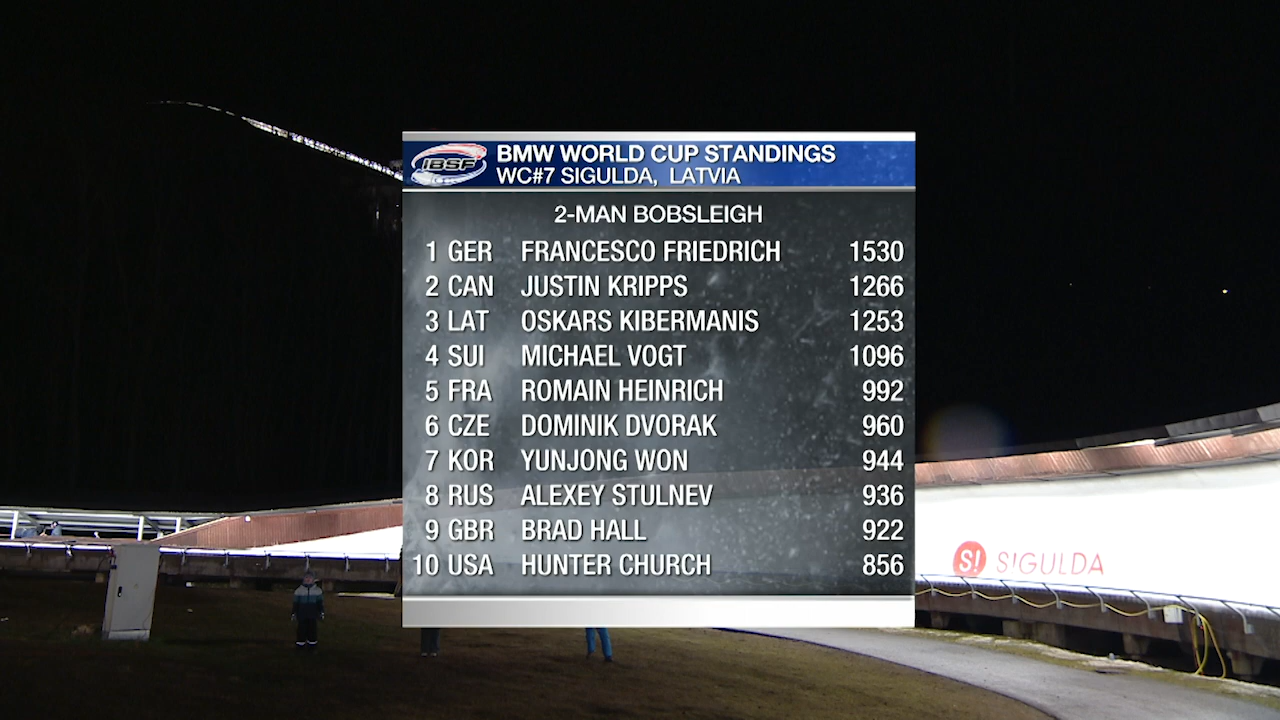 IBSF
BMW WORLD CUP STANDINGS
WC#7 SIGULDA, LATVIA
2-MAN BOBSLEIGH
1 GER FRANCESCO FRIEDRICH 1530
2 CAN JUSTIN KRIPPS 1266
3 LAT OSKARS KIBERMANIS 1253
4 SUI MICHAEL VOGT 1096
5 FRA ROMAIN HEINRICH 992
6 CZE DOMINIK DVORAK 960
7 KOR YUNJONG WON 944
8 RUS ALEXEY STULNEV 936
9 GBR BRAD HALL 922
10 USA HUNTER CHURCH 856
S! SIGULDA